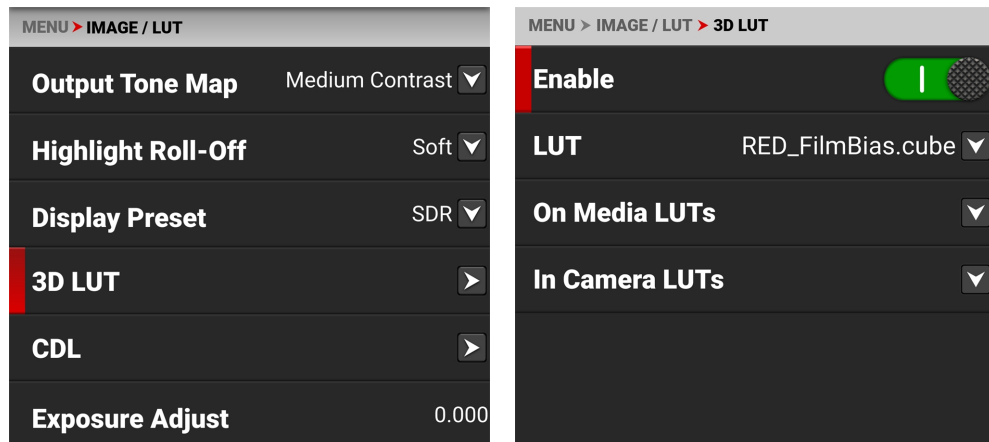 MENU > IMAGE / LUT
Output Tone Map Medium Contrast
Highlight Roll-Off Soft
Display Preset SDR
3D LUT
CDL
Exposure Adjust 0.000
MENU > IMAGE / LUT > 3D LUT
Enable
LUT RED_FilmBias.cube
On Media LUTs
In Camera LUTs